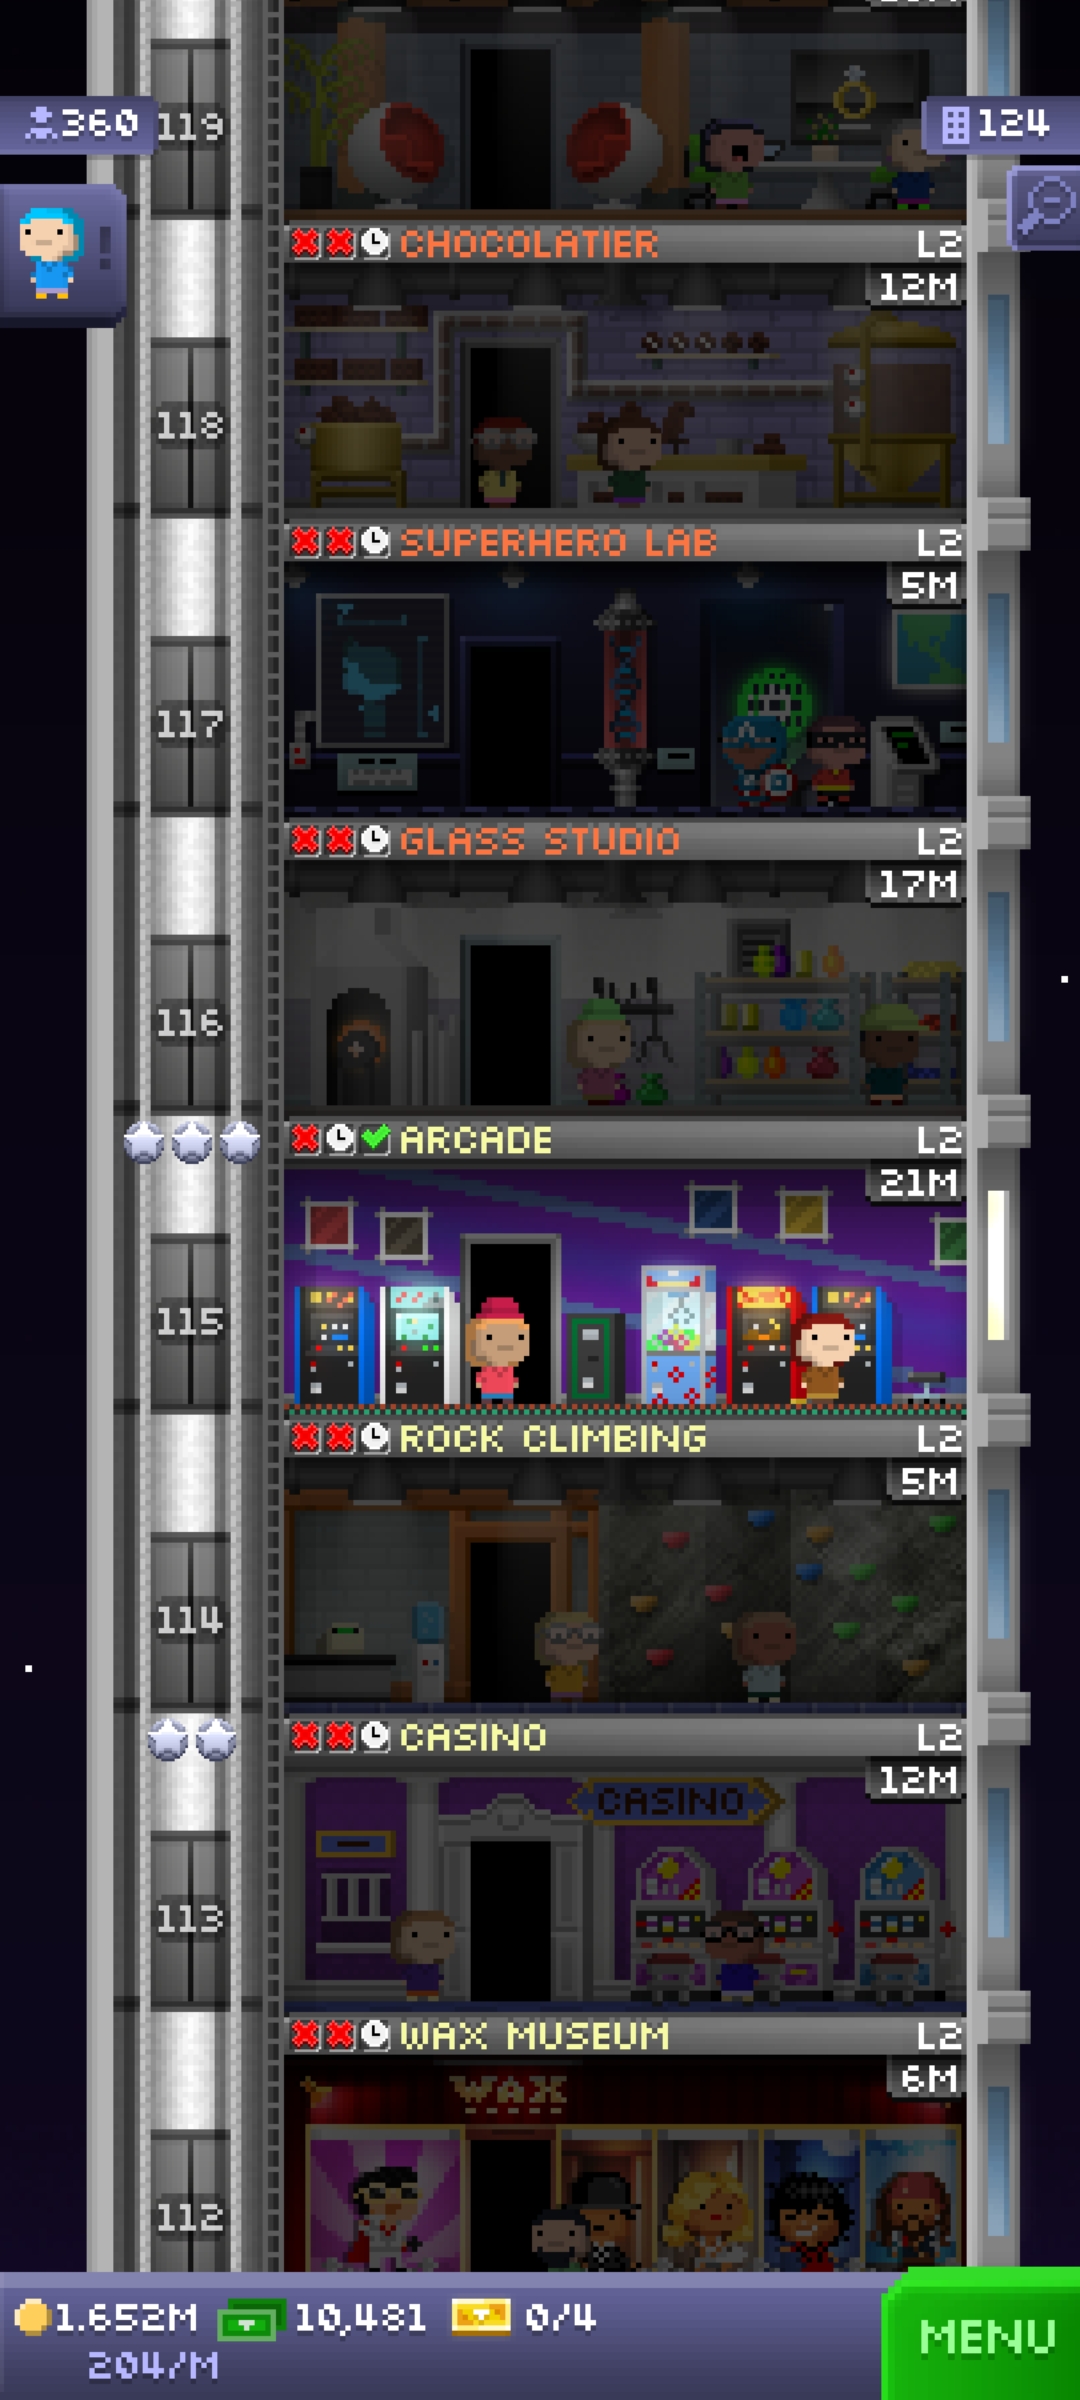 360
119
124
CHOCOLATIER L2
12M
118
SUPERHERO LAB L2
5M
117
GLASS STUDIO L2
17M
116
ARCADE L2
21M
115
ROCK CLIMBING L2
5M
114
CASINO L2
12M
CASINO
113
WAX MUSEUM L2
6M
WAX
112
1.652M 10,481 0/4
204/M
MENU